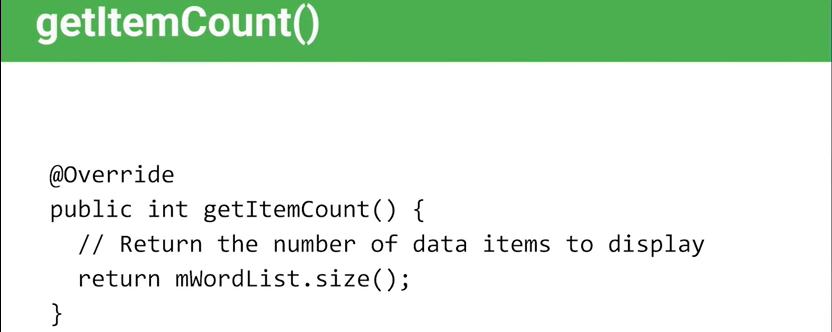 getItemCount()
@Override
public int getItemCount() {
// Return the number of data items to display
return mWordList.size();
}